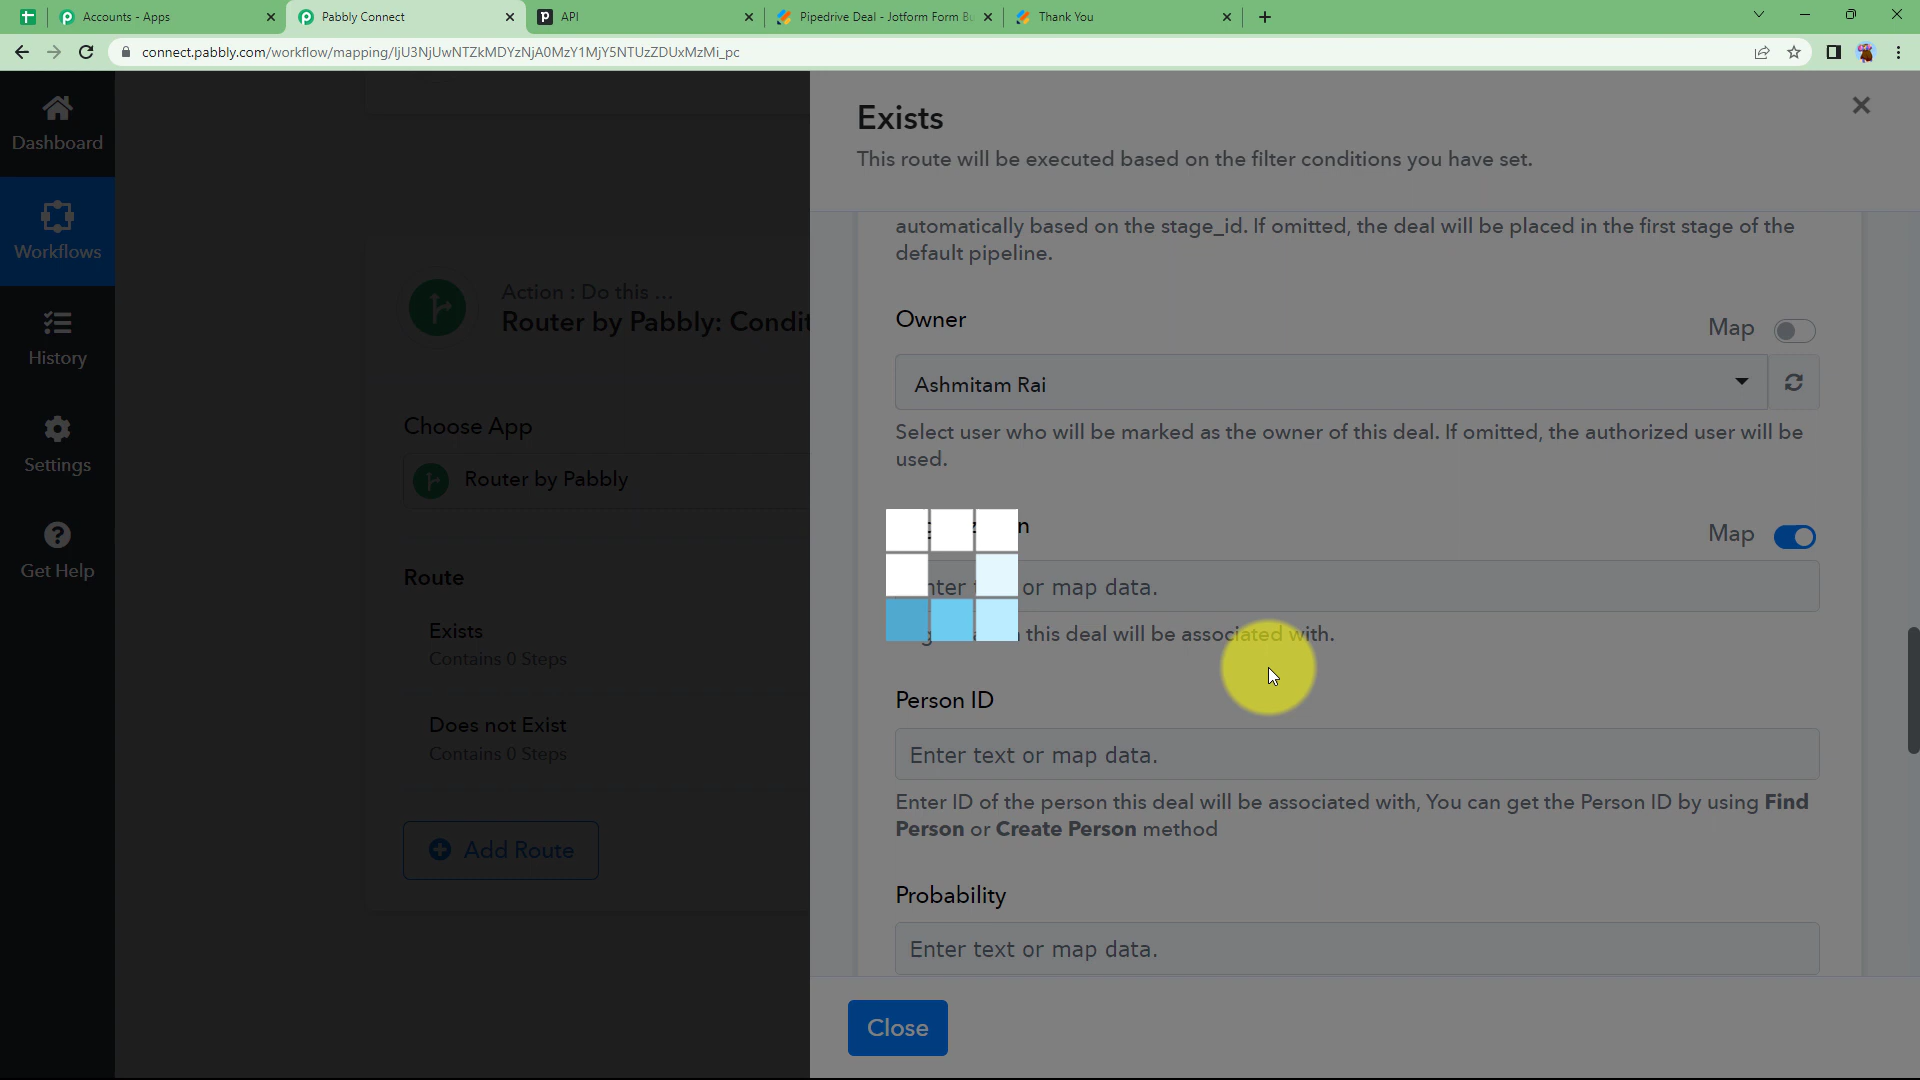 Accounts - Apps
Pabbly Connect
API
Pipedrive Deal - Jotform Form Bu
Thank You
connect.pabbly.com/workflow/mapping/IjU3NjUwNTZkMDYzNjA0MzY1MjY5NTUzZDUxMzMi_pc
Dashboard
Workflows
History
Settings
Get Help
Action : Do this ...
Router by Pabbly: Condit
Choose App
Router by Pabbly
Route
Exists
Contains 0 Steps
Does not Exist
Contains 0 Steps
Add Route
Exists
This route will be executed based on the filter conditions you have set.
automatically based on the stage_id. If omitted, the deal will be placed in the first stage of the
default pipeline.
Owner
Map
Ashmitam Rai
Select user who will be marked as the owner of this deal. If omitted, the authorized user will be
used.
Map
or map data.
this deal will be associated with.
Person ID
Enter text or map data.
Enter ID of the person this deal will be associated with, You can get the Person ID by using Find
Person or Create Person method
Probability
Enter text or map data.
Close